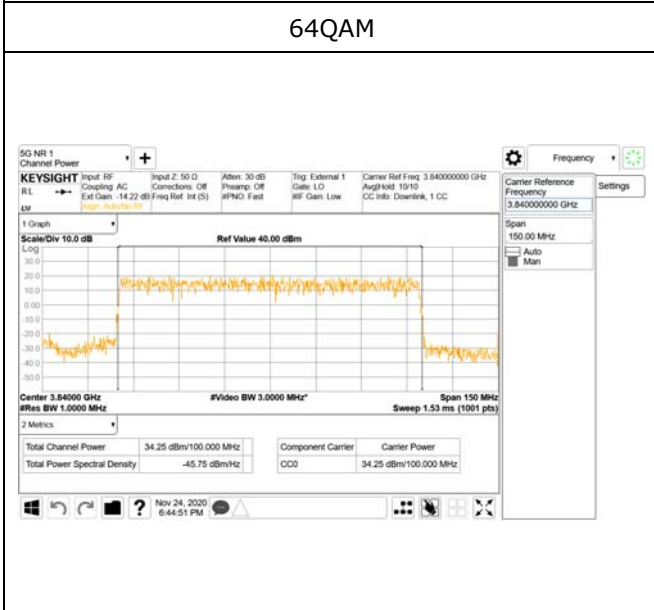 64QAM
5G NR 1
Channel Power
+
KEYSIGHT Input: RF Input Z: 50 Ω Atten: 30 dB Trig: External 1 Carrier Ref Freq: 3.840000000 GHz
RL Coupling: AC Corrections: Off Preamp: Off Gate: LO Avg|Hold: 10/10
Ext Gain: -14.22 dB Freq Ref: Int (S) #PNO: Fast #IF Gain: Low CC Info: Downlink, 1 CC
Align: Auto/No RF
1 Graph
Scale/Div 10.0 dB Ref Value 40.00 dBm
Log
30.0
20.0
10.0
0.00
-10.0
-20.0
-30.0
-40.0
-50.0
Center 3.84000 GHz #Video BW 3.0000 MHz* Span 150 MHz
#Res BW 1.0000 MHz Sweep 1.53 ms (1001 pts)
2 Metrics
Total Channel Power 34.25 dBm/100.000 MHz Component Carrier Carrier Power
Total Power Spectral Density -45.75 dBm/Hz CC0 34.25 dBm/100.000 MHz
?
Nov 24, 2020
6:44:51 PM
Frequency
Settings
Carrier Reference
Frequency
3.840000000 GHz
Span
150.00 MHz
Auto
Man